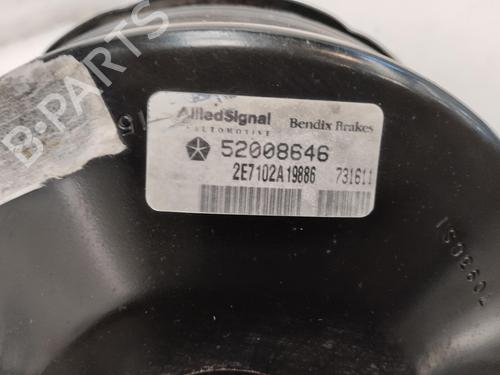 AlliedSignal
AUTOMOTIVE
Bendix Brakes
52008646
2E7102A19886 731611
B-PARTS